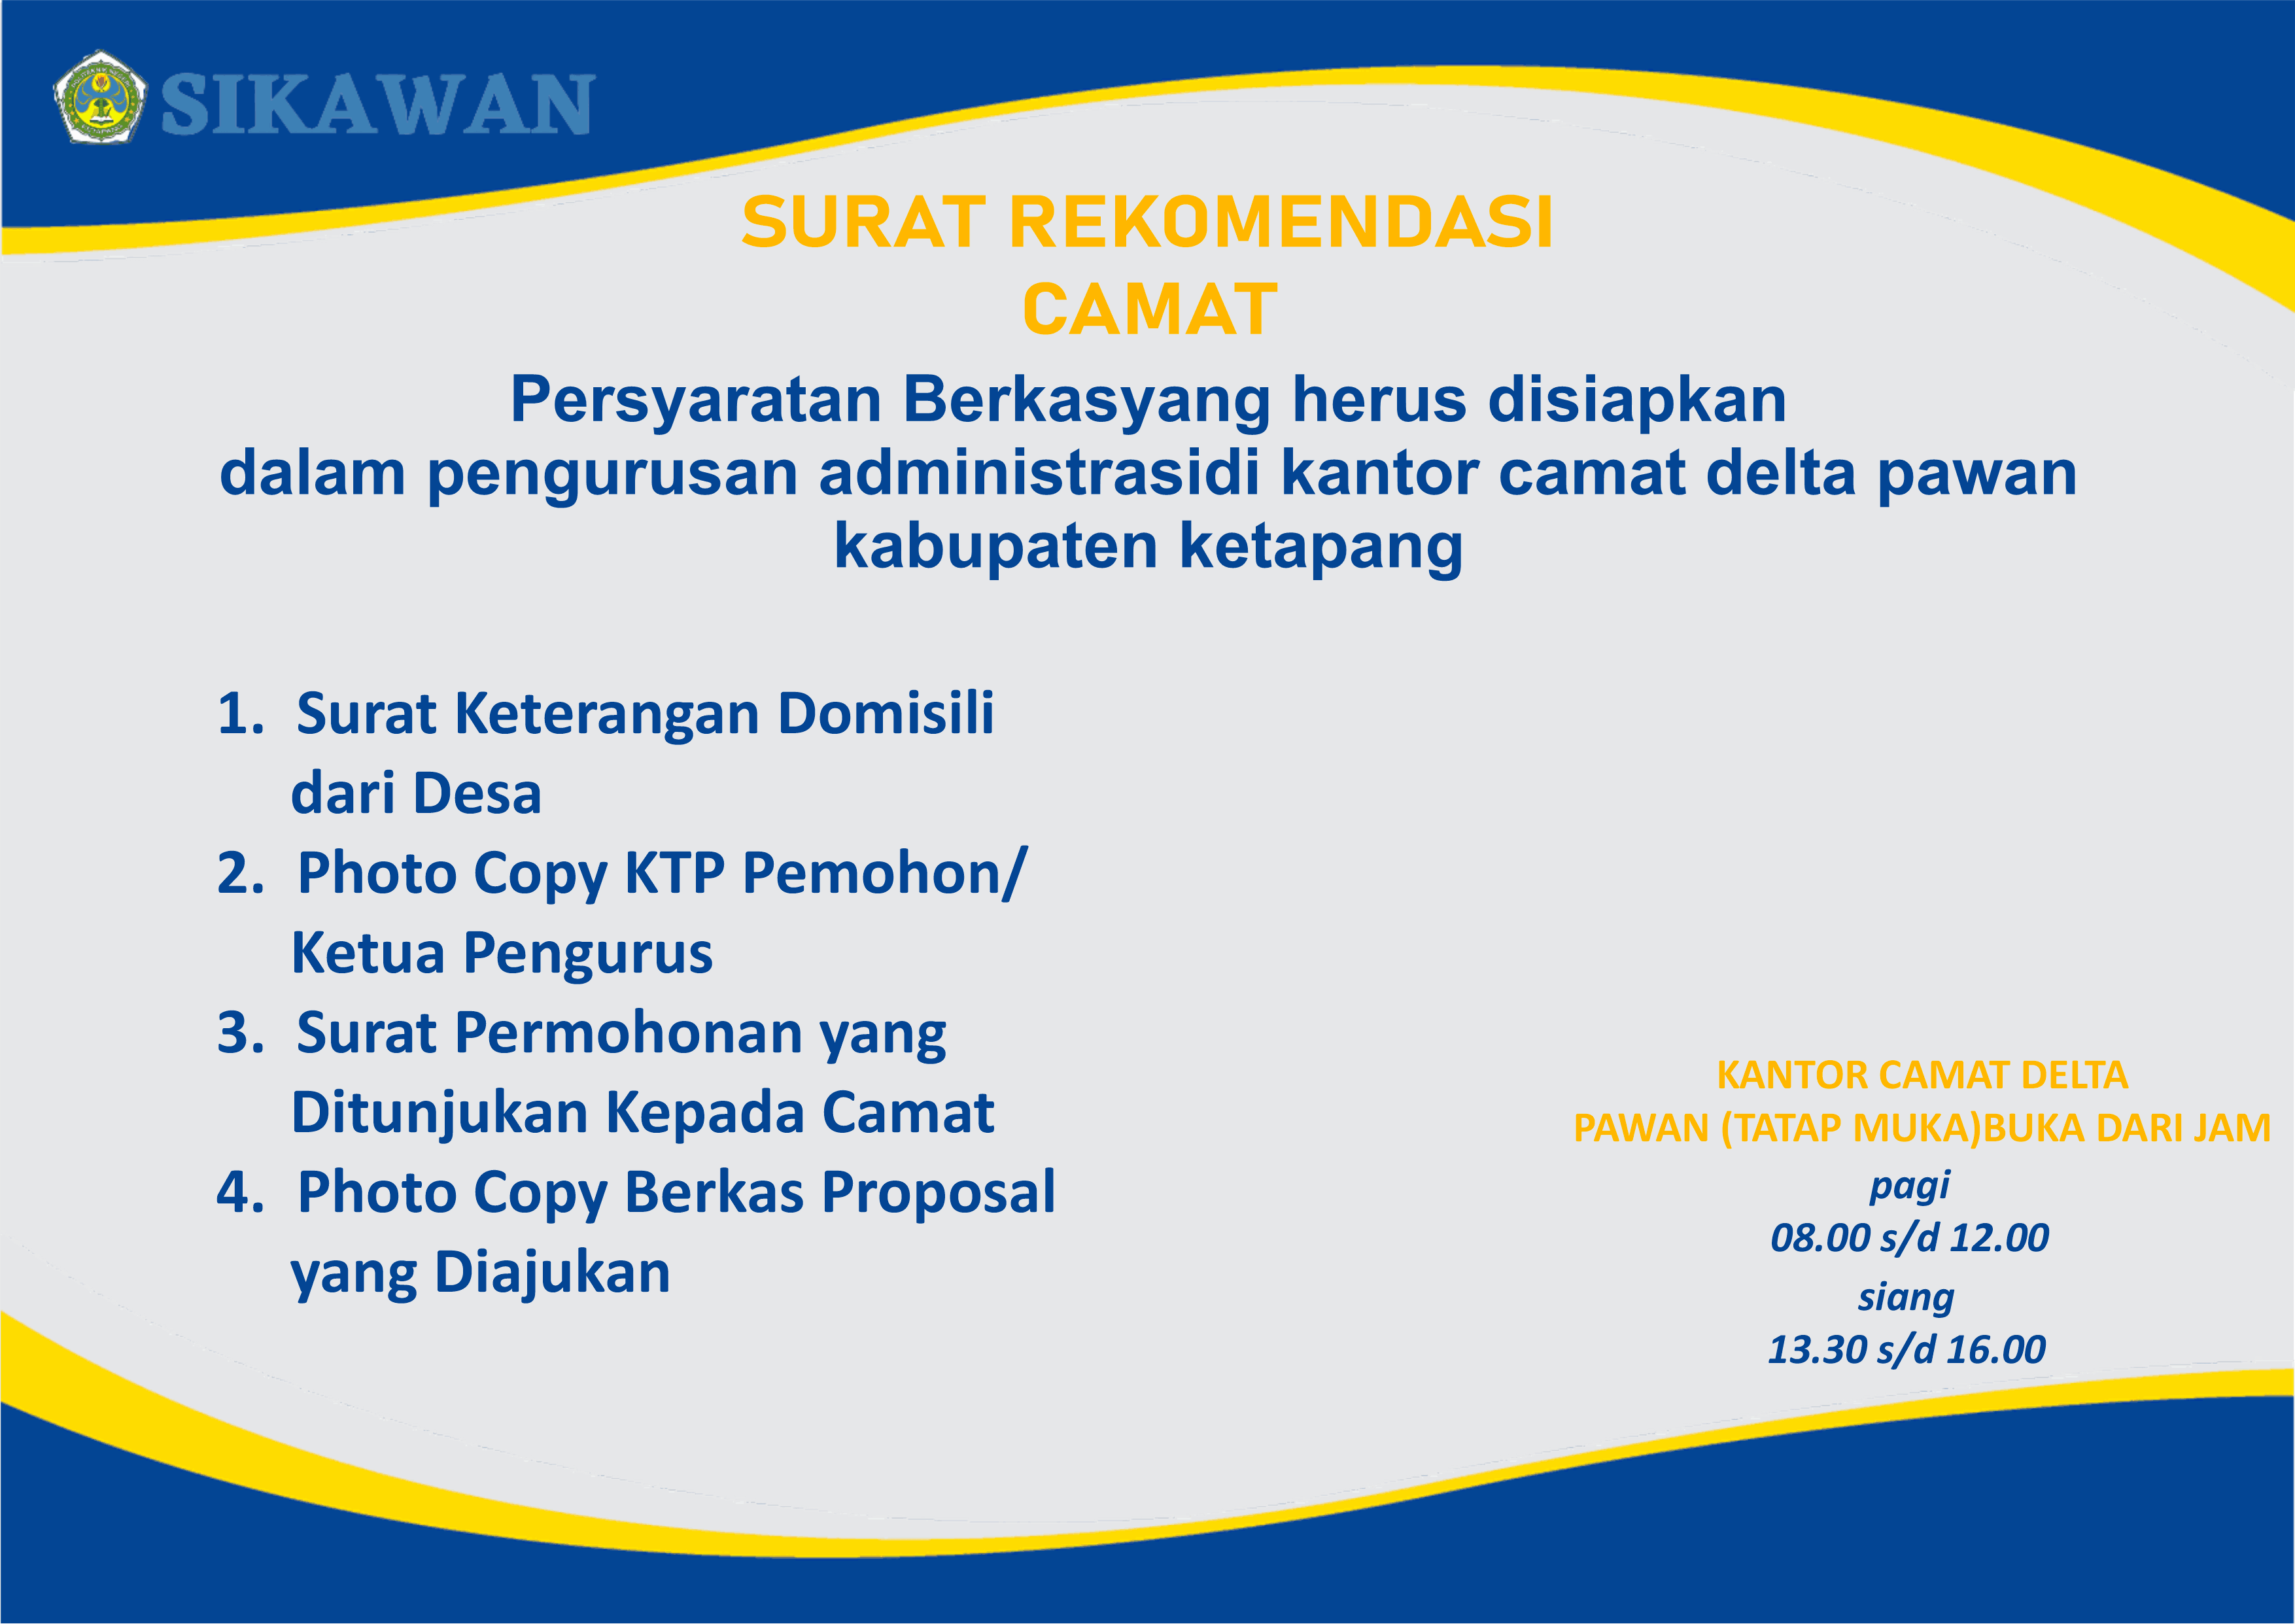 SIKAWAN
SURAT REKOMENDASI
CAMAT
Persyaratan Berkasyang herus disiapkan
dalam pengurusan administrasidi kantor camat delta pawan
kabupaten ketapang
1. Surat Keterangan Domisili
dari Desa
2. Photo Copy KTP Pemohon/
Ketua Pengurus
3. Surat Permohonan yang
Ditunjukan Kepada Camat
4. Photo Copy Berkas Proposal
yang Diajukan
KANTOR CAMAT DELTA
PAWAN (TATAP MUKA)BUKA DARI JAM
pagi
08.00 s/d 12.00
siang
13.30 s/d 16.00